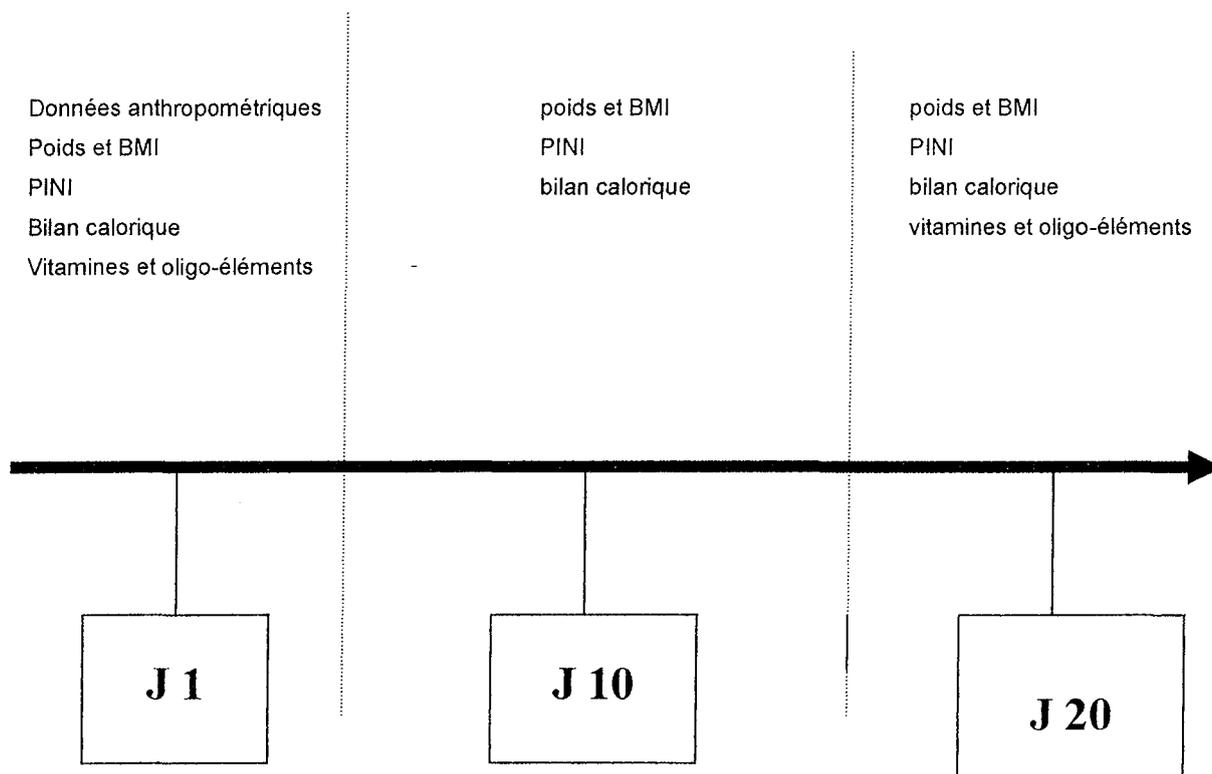 Données anthropométriques
Poids et BMI
PINI
Bilan calorique
Vitamines et oligo-éléments
poids et BMI
PINI
bilan calorique
poids et BMI
PINI
bilan calorique
vitamines et oligo-éléments
J 1
J 10
J 20